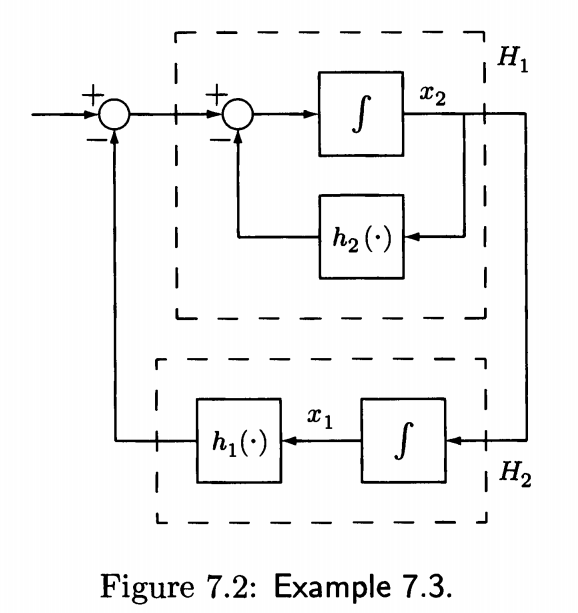 H₁
+
+
∫
x₂
−
−
h₂(·)
h₁(·)
x₁
∫
H₂
Figure 7.2: Example 7.3.